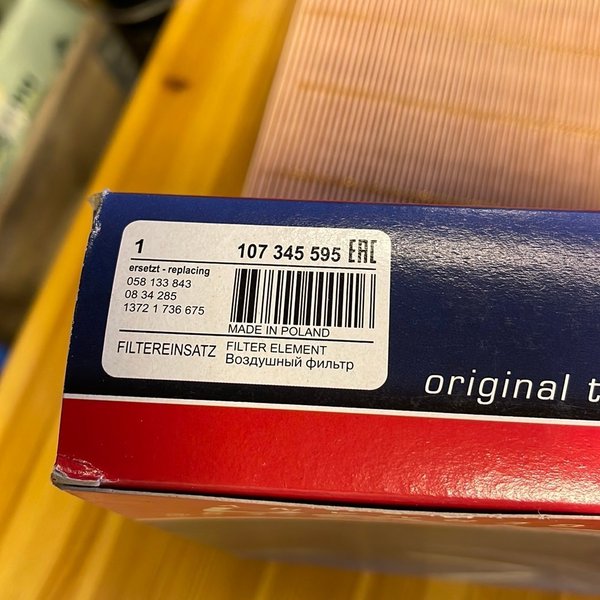 1 107 345 595 EAC
ersetzt - replacing
058 133 843
08 34 285
1372 1 736 675
MADE IN POLAND
FILTEREINSATZ FILTER ELEMENT
Воздушный фильтр
original t